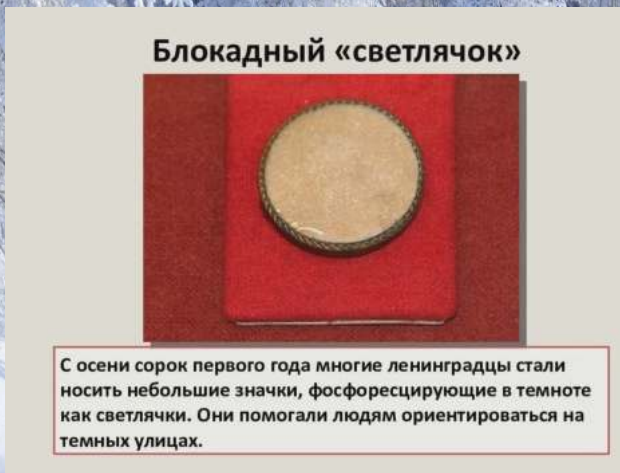 Блокадный «светлячок»
С осени сорок первого года многие ленинградцы стали
носить небольшие значки, фосфоресцирующие в темноте
как светлячки. Они помогали людям ориентироваться на
темных улицах.